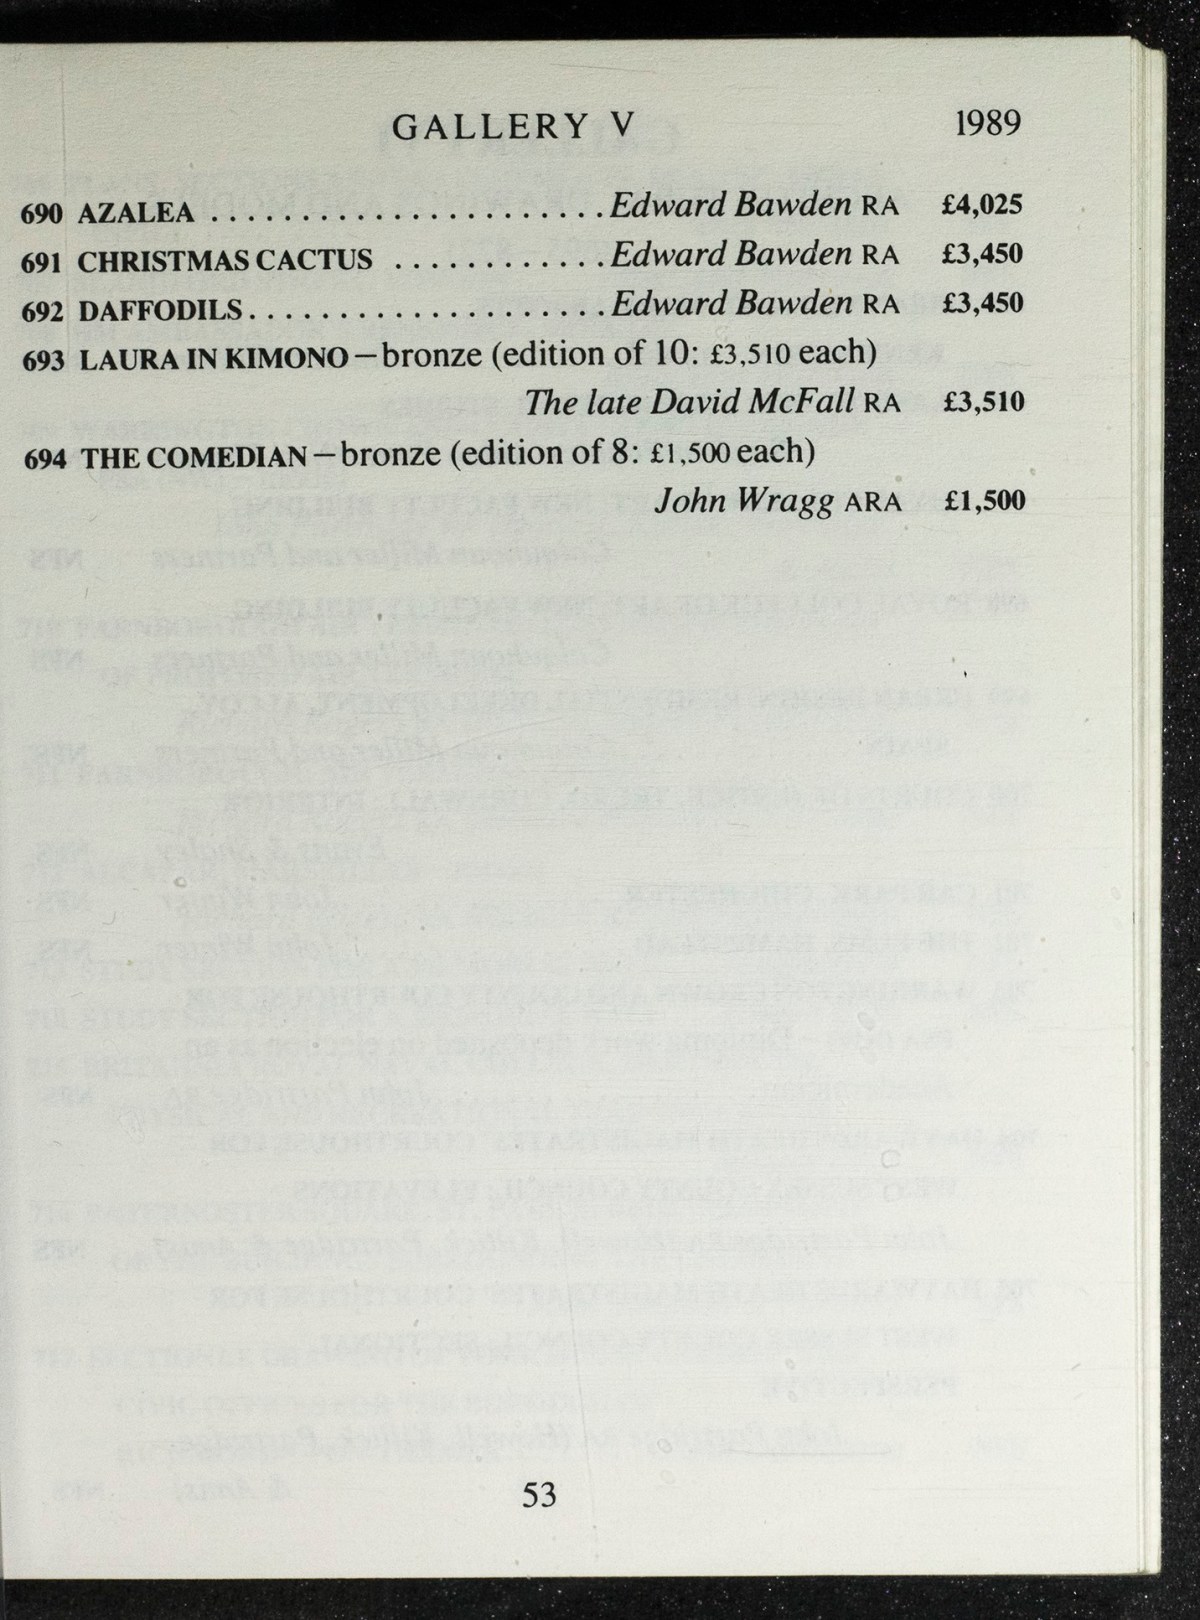 GALLERY V 1989
690 AZALEA . . . . . . . . . . . . . . . . . . . . . . . Edward Bawden RA £4,025
691 CHRISTMAS CACTUS . . . . . . . . . . . . Edward Bawden RA £3,450
692 DAFFODILS . . . . . . . . . . . . . . . . . . . . . Edward Bawden RA £3,450
693 LAURA IN KIMONO – bronze (edition of 10: £3,510 each)
The late David McFall RA £3,510
694 THE COMEDIAN – bronze (edition of 8: £1,500 each)
John Wragg ARA £1,500
53